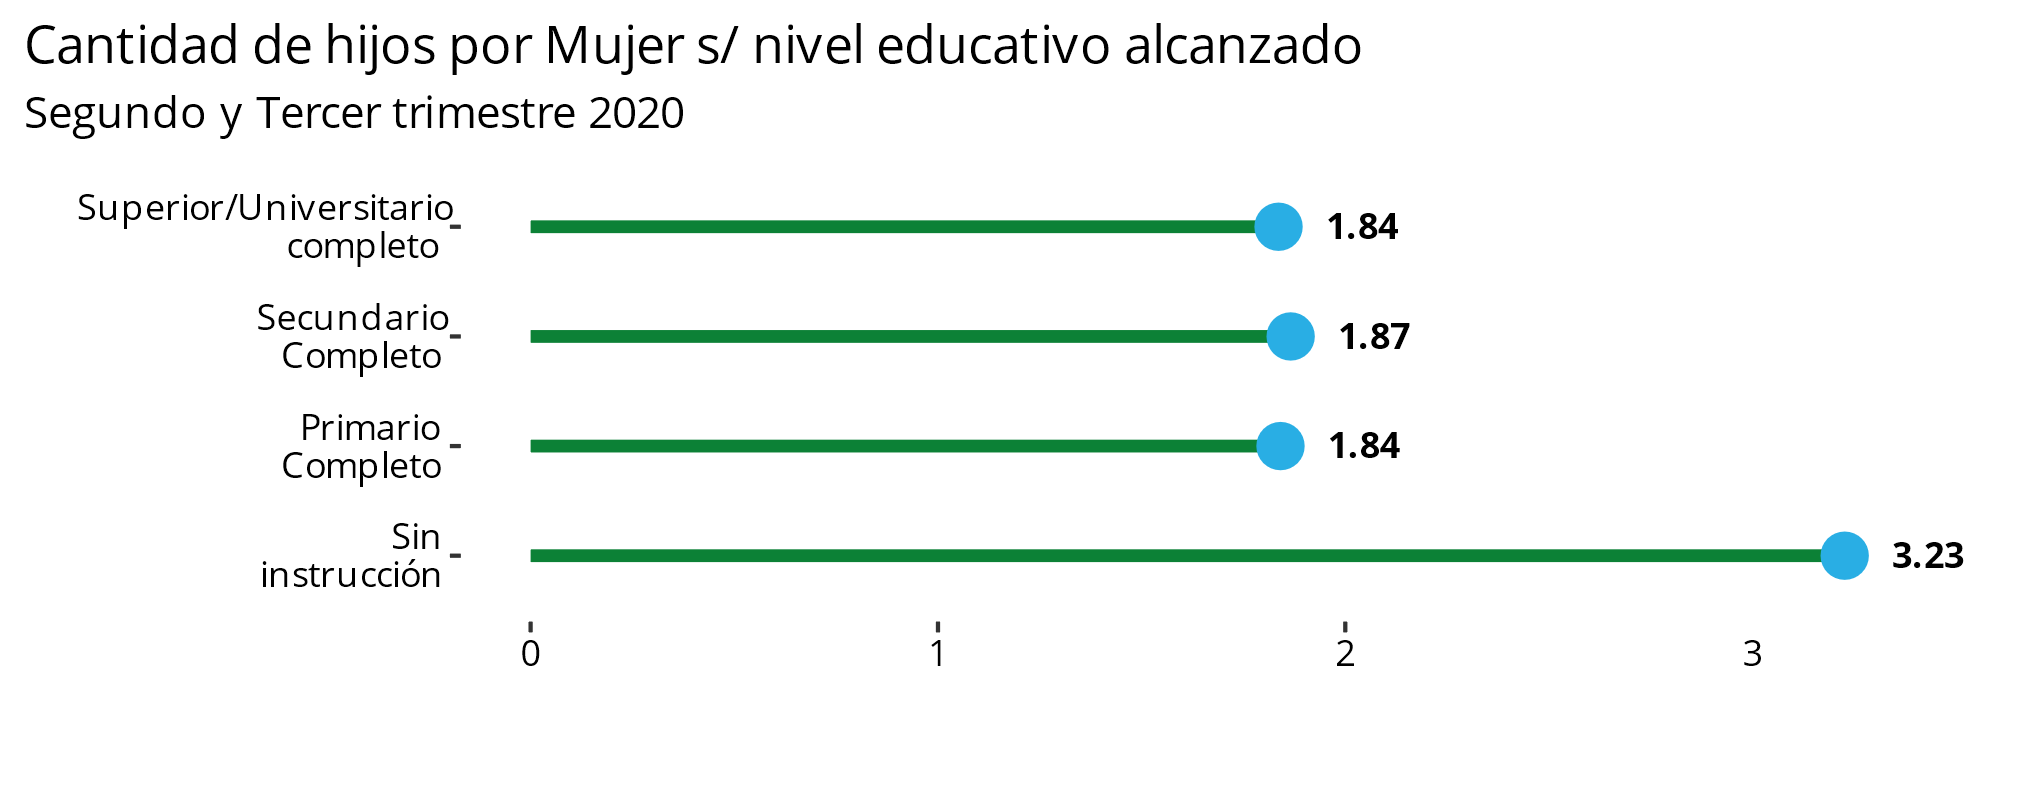 Cantidad de hijos por Mujer s/ nivel educativo alcanzado
Segundo y Tercer trimestre 2020
Superior/Universitario
completo
1.84
Secundario
Completo
1.87
Primario
Completo
1.84
Sin
instrucción
3.23
0 1 2 3